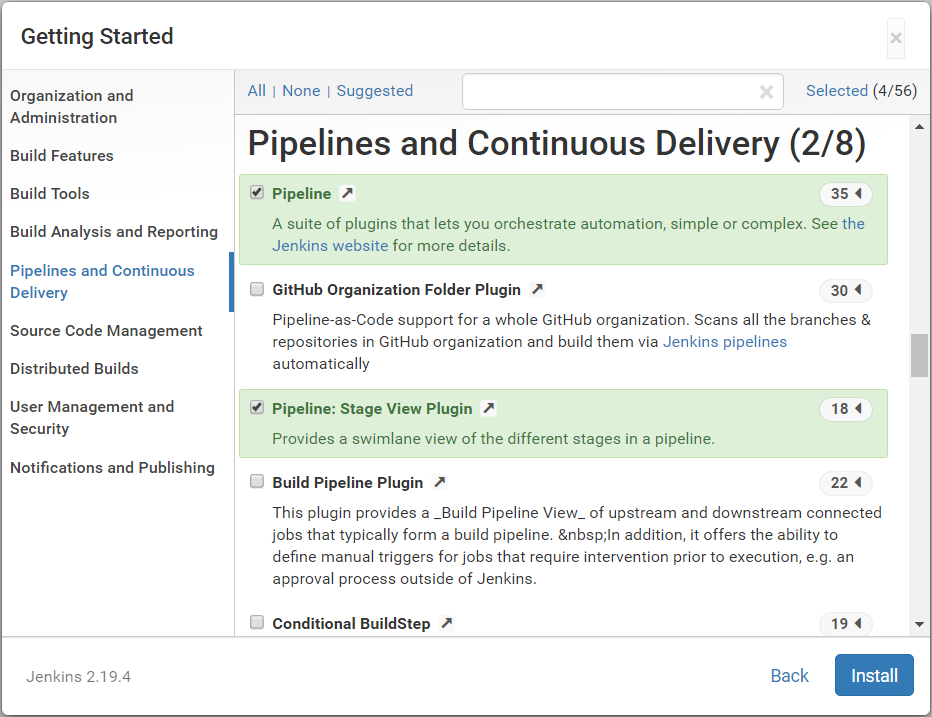 Getting Started
×
Organization and
Administration
Build Features
Build Tools
Build Analysis and Reporting
Pipelines and Continuous
Delivery
Source Code Management
Distributed Builds
User Management and
Security
Notifications and Publishing
All | None | Suggested
Selected (4/56)
Pipelines and Continuous Delivery (2/8)
Pipeline 35
A suite of plugins that lets you orchestrate automation, simple or complex. See the
Jenkins website for more details.
GitHub Organization Folder Plugin 30
Pipeline-as-Code support for a whole GitHub organization. Scans all the branches &
repositories in GitHub organization and build them via Jenkins pipelines
automatically
Pipeline: Stage View Plugin 18
Provides a swimlane view of the different stages in a pipeline.
Build Pipeline Plugin 22
This plugin provides a _Build Pipeline View_ of upstream and downstream connected
jobs that typically form a build pipeline. &nbsp;In addition, it offers the ability to
define manual triggers for jobs that require intervention prior to execution, e.g. an
approval process outside of Jenkins.
Conditional BuildStep 19
Jenkins 2.19.4
Back
Install